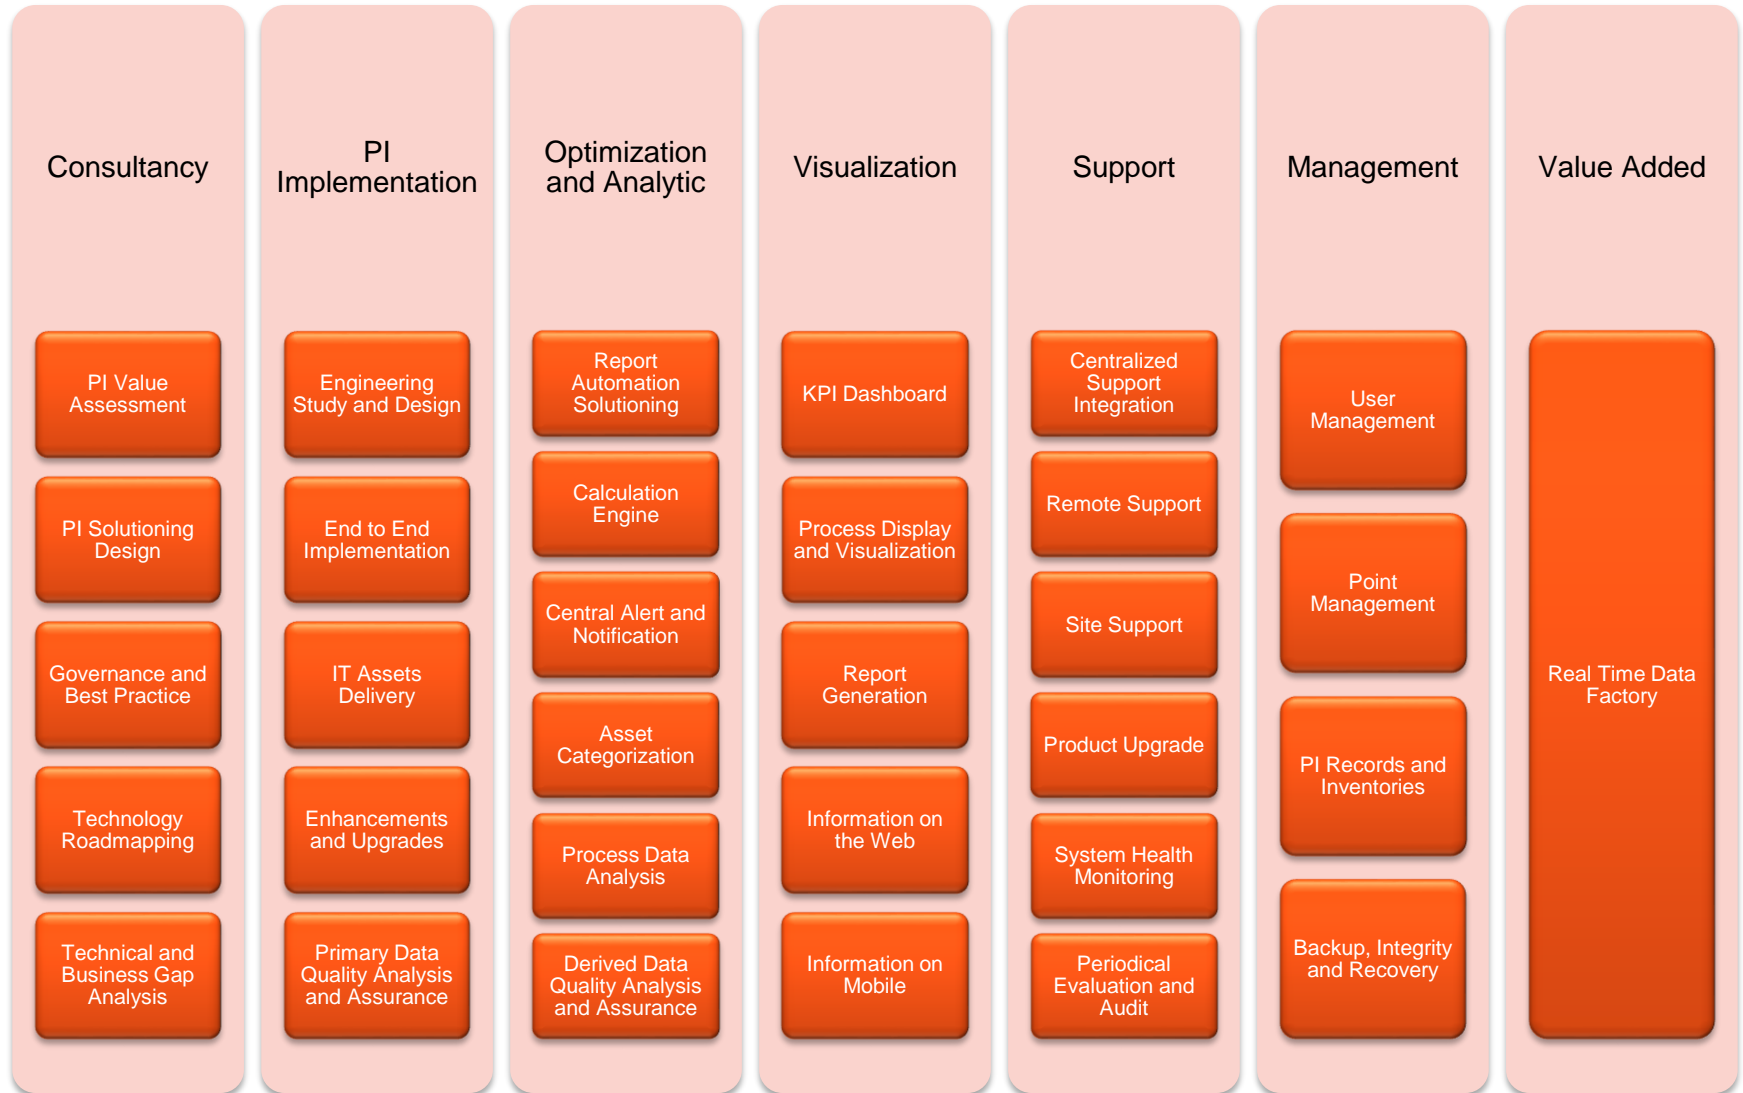 Consultancy
PI Value
Assessment
PI Solutioning
Design
Governance and
Best Practice
Technology
Roadmapping
Technical and
Business Gap
Analysis
PI
Implementation
Engineering
Study and Design
End to End
Implementation
IT Assets
Delivery
Enhancements
and Upgrades
Primary Data
Quality Analysis
and Assurance
Optimization
and Analytic
Report
Automation
Solutioning
Calculation
Engine
Central Alert and
Notification
Asset
Categorization
Process Data
Analysis
Derived Data
Quality Analysis
and Assurance
Visualization
KPI Dashboard
Process Display
and Visualization
Report
Generation
Information on
the Web
Information on
Mobile
Support
Centralized
Support
Integration
Remote Support
Site Support
Product Upgrade
System Health
Monitoring
Periodical
Evaluation and
Audit
Management
User
Management
Point
Management
PI Records and
Inventories
Backup, Integrity
and Recovery
Value Added
Real Time Data
Factory